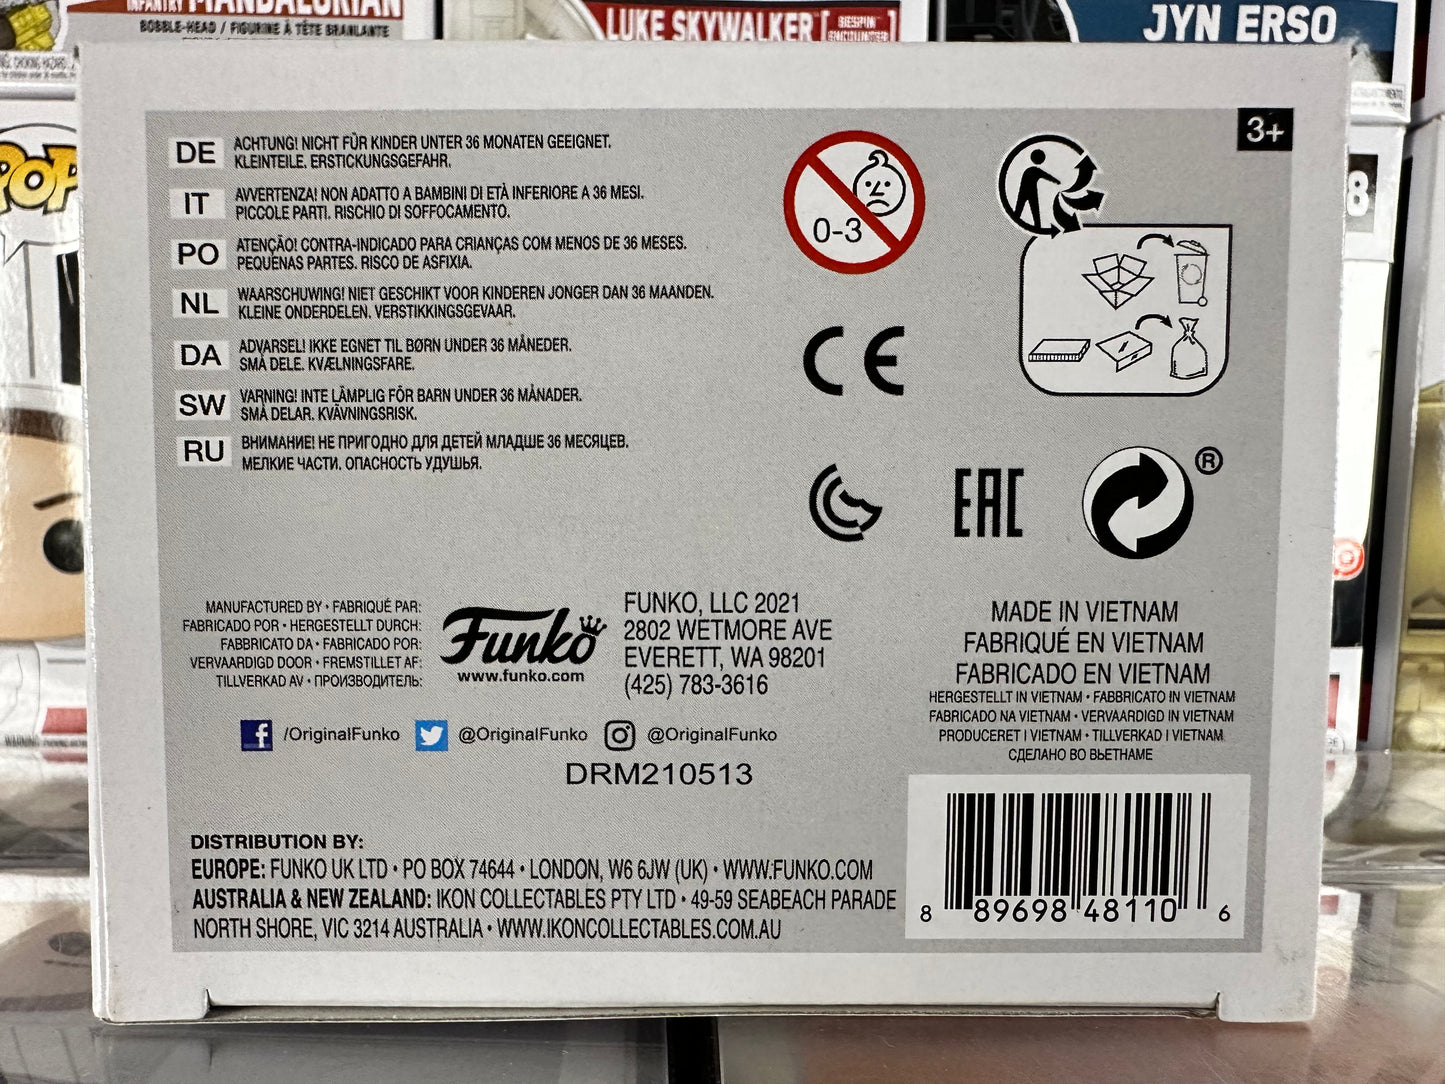 INFANTRY MANDALORIAN
BOBBLE-HEAD / FIGURINE À TÊTE BRANLANTE
LUKE SKYWALKER [BESPIN ENCOUNTER]
JYN ERSO
POP
8
3+
DE ACHTUNG! NICHT FÜR KINDER UNTER 36 MONATEN GEEIGNET.
KLEINTEILE. ERSTICKUNGSGEFAHR.
IT AVVERTENZA! NON ADATTO A BAMBINI DI ETÀ INFERIORE A 36 MESI.
PICCOLE PARTI. RISCHIO DI SOFFOCAMENTO.
PO ATENÇÃO! CONTRA-INDICADO PARA CRIANÇAS COM MENOS DE 36 MESES.
PEQUENAS PARTES. RISCO DE ASFIXIA.
NL WAARSCHUWING! NIET GESCHIKT VOOR KINDEREN JONGER DAN 36 MAANDEN.
KLEINE ONDERDELEN. VERSTIKKINGSGEVAAR.
DA ADVARSEL! IKKE EGNET TIL BØRN UNDER 36 MÅNEDER.
SMÅ DELE. KVÆLNINGSFARE.
SW VARNING! INTE LÄMPLIG FÖR BARN UNDER 36 MÅNADER.
SMÅ DELAR. KVÄVNINGSRISK.
RU ВНИМАНИЕ! НЕ ПРИГОДНО ДЛЯ ДЕТЕЙ МЛАДШЕ 36 МЕСЯЦЕВ.
МЕЛКИЕ ЧАСТИ. ОПАСНОСТЬ УДУШЬЯ.
0-3
CE
EAC
®
MANUFACTURED BY • FABRIQUÉ PAR:
FABRICADO POR • HERGESTELLT DURCH:
FABBRICATO DA • FABRICADO POR:
VERVAARDIGD DOOR • FREMSTILLET AF:
TILLVERKAD AV • ПРОИЗВОДИТЕЛЬ:
Funko
www.funko.com
FUNKO, LLC 2021
2802 WETMORE AVE
EVERETT, WA 98201
(425) 783-3616
/OriginalFunko @OriginalFunko @OriginalFunko
DRM210513
MADE IN VIETNAM
FABRIQUÉ EN VIETNAM
FABRICADO EN VIETNAM
HERGESTELLT IN VIETNAM • FABBRICATO IN VIETNAM
FABRICADO NA VIETNAM • VERVAARDIGD IN VIETNAM
PRODUCERET I VIETNAM • TILLVERKAD I VIETNAM
СДЕЛАНО ВО ВЬЕТНАМЕ
DISTRIBUTION BY:
EUROPE: FUNKO UK LTD • PO BOX 74644 • LONDON, W6 6JW (UK) • WWW.FUNKO.COM
AUSTRALIA & NEW ZEALAND: IKON COLLECTABLES PTY LTD • 49-59 SEABEACH PARADE
NORTH SHORE, VIC 3214 AUSTRALIA • WWW.IKONCOLLECTABLES.COM.AU
8 89698 48110 6